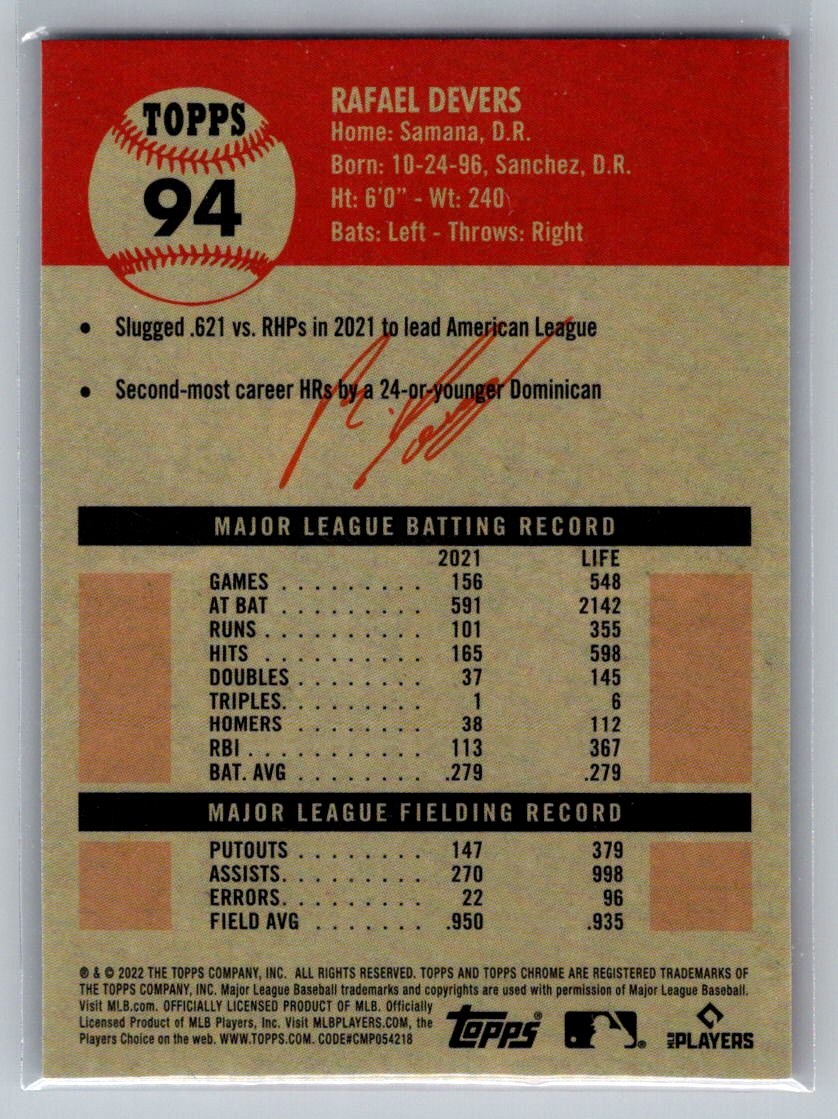 TOPPS
94
RAFAEL DEVERS
Home: Samana, D.R.
Born: 10-24-96, Sanchez, D.R.
Ht: 6'0" - Wt: 240
Bats: Left - Throws: Right
• Slugged .621 vs. RHPs in 2021 to lead American League
• Second-most career HRs by a 24-or-younger Dominican
MAJOR LEAGUE BATTING RECORD
2021 LIFE
GAMES . . . . . . . . . 156 548
AT BAT . . . . . . . . . 591 2142
RUNS . . . . . . . . . . 101 355
HITS . . . . . . . . . . 165 598
DOUBLES . . . . . . . . 37 145
TRIPLES. . . . . . . . . 1 6
HOMERS . . . . . . . . 38 112
RBI . . . . . . . . . . . 113 367
BAT. AVG . . . . . . . . .279 .279
MAJOR LEAGUE FIELDING RECORD
PUTOUTS . . . . . . . . 147 379
ASSISTS. . . . . . . . . 270 998
ERRORS. . . . . . . . . 22 96
FIELD AVG . . . . . . . .950 .935
® & © 2022 THE TOPPS COMPANY, INC. ALL RIGHTS RESERVED. TOPPS AND TOPPS CHROME ARE REGISTERED TRADEMARKS OF
THE TOPPS COMPANY, INC. Major League Baseball trademarks and copyrights are used with permission of Major League Baseball.
Visit MLB.com. OFFICIALLY LICENSED PRODUCT OF MLB. Officially
Licensed Product of MLB Players, Inc. Visit MLBPLAYERS.COM, the
Players Choice on the web. WWW.TOPPS.COM. CODE#CMP054218
Topps®
MLB PLAYERS